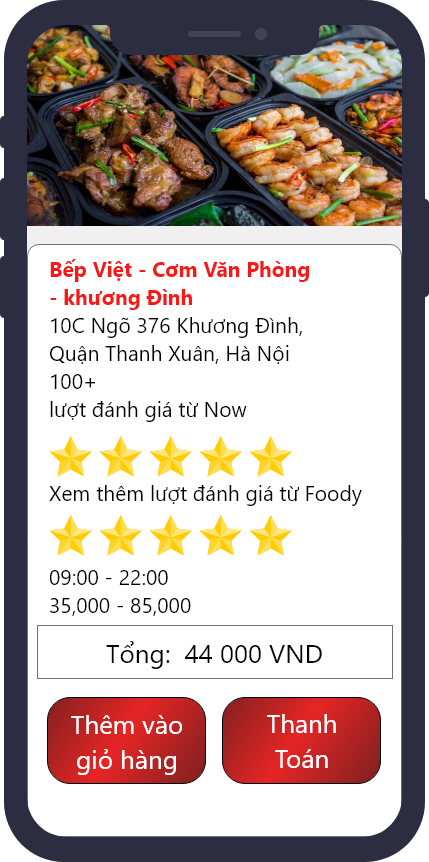 Bếp Việt - Cơm Văn Phòng
- khương Đình
10C Ngõ 376 Khương Đình,
Quận Thanh Xuân, Hà Nội
100+
lượt đánh giá từ Now
Xem thêm lượt đánh giá từ Foody
09:00 - 22:00
35,000 - 85,000
Tổng: 44 000 VND
Thêm vào
giỏ hàng
Thanh
Toán